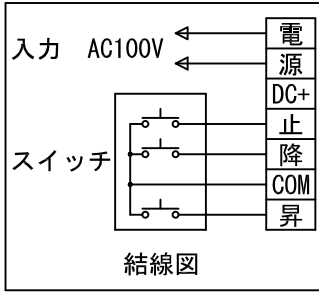 入力 AC100V
電
源
DC+
止
降
COM
昇
スイッチ
結線図